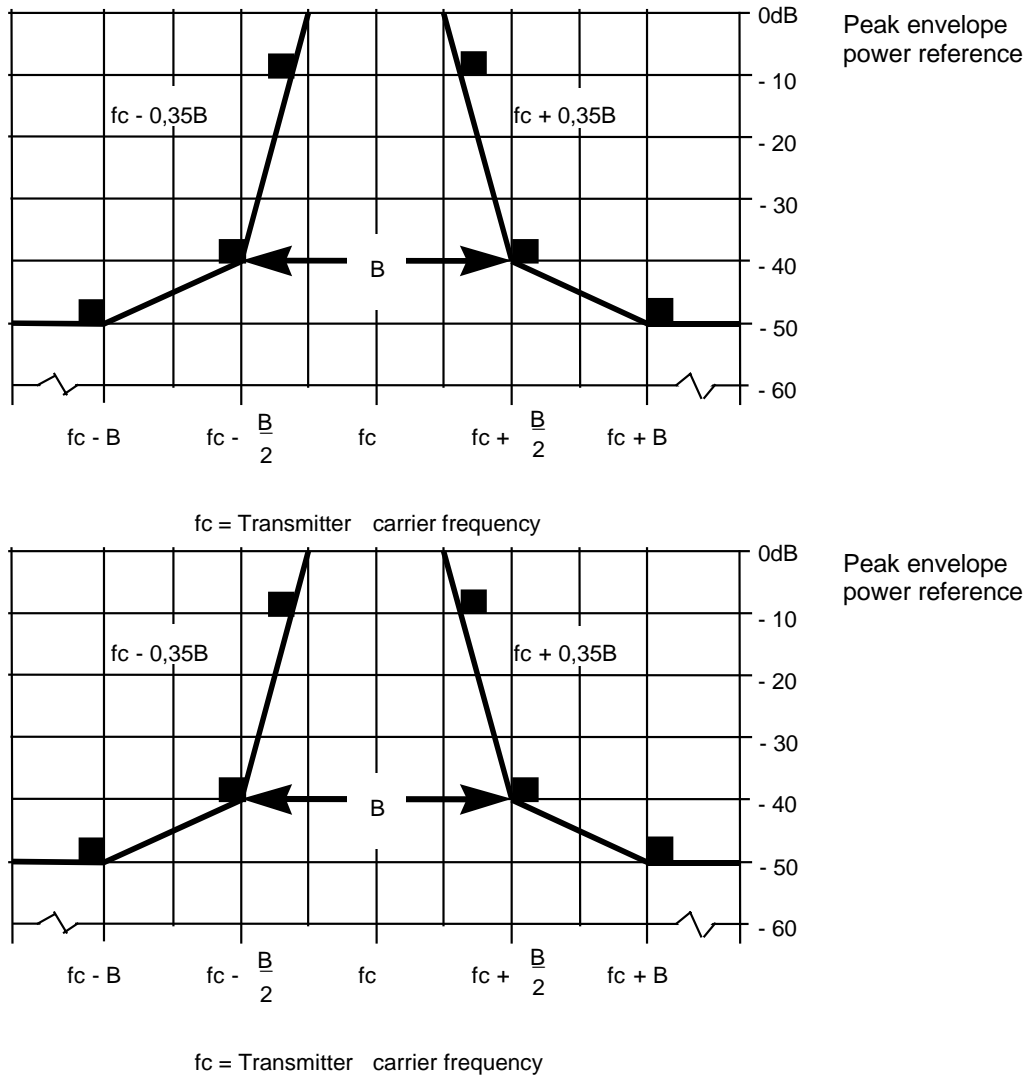 0dB
Peak envelope
power reference
- 10
fc - 0,35B
fc + 0,35B
- 20
- 30
B
- 40
- 50
- 60
fc - B
fc - B/2
fc
fc + B/2
fc + B
fc = Transmitter carrier frequency
0dB
Peak envelope
power reference
- 10
fc - 0,35B
fc + 0,35B
- 20
- 30
B
- 40
- 50
- 60
fc - B
fc - B/2
fc
fc + B/2
fc + B
fc = Transmitter carrier frequency